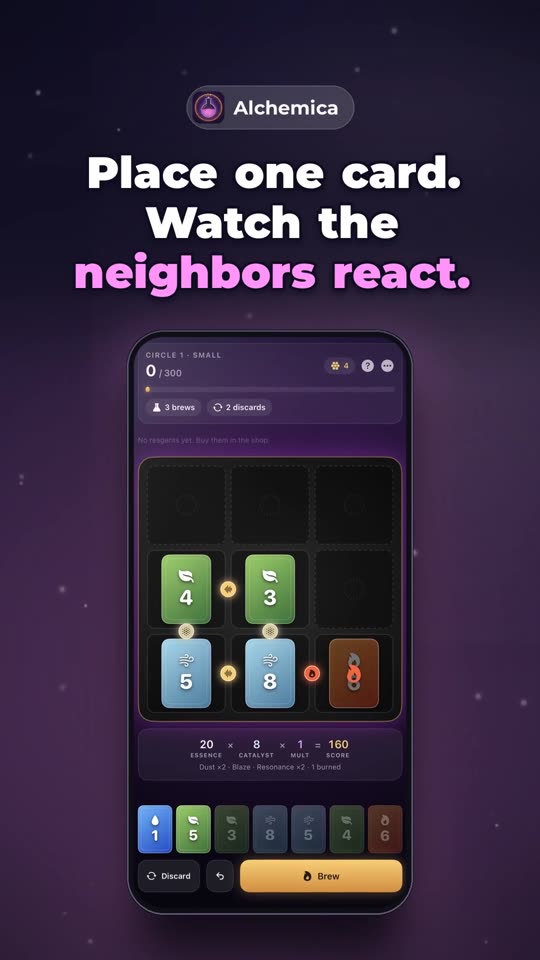 Alchemica
Place one card.
Watch the
neighbors react.
CIRCLE 1 · SMALL
0 / 300
4 ?
3 brews 2 discards
No reagents yet. Buy them in the shop.
4 3
5 8
20 × 8 × 1 = 160
ESSENCE CATALYST MULT SCORE
Dust ×2 · Blaze · Resonance ×2 · 1 burned
1 5 3 8 5 4 6
Discard Brew